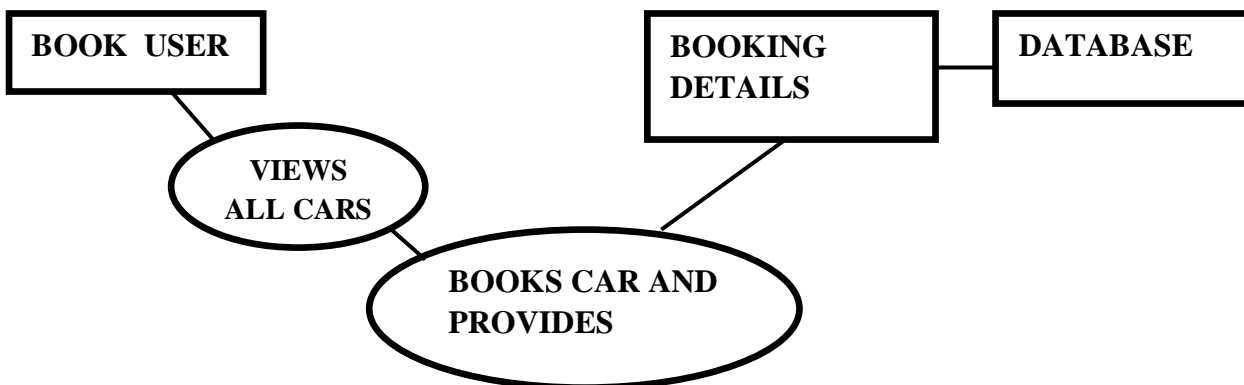 BOOK USER
BOOKING
DETAILS
DATABASE
VIEWS
ALL CARS
BOOKS CAR AND
PROVIDES